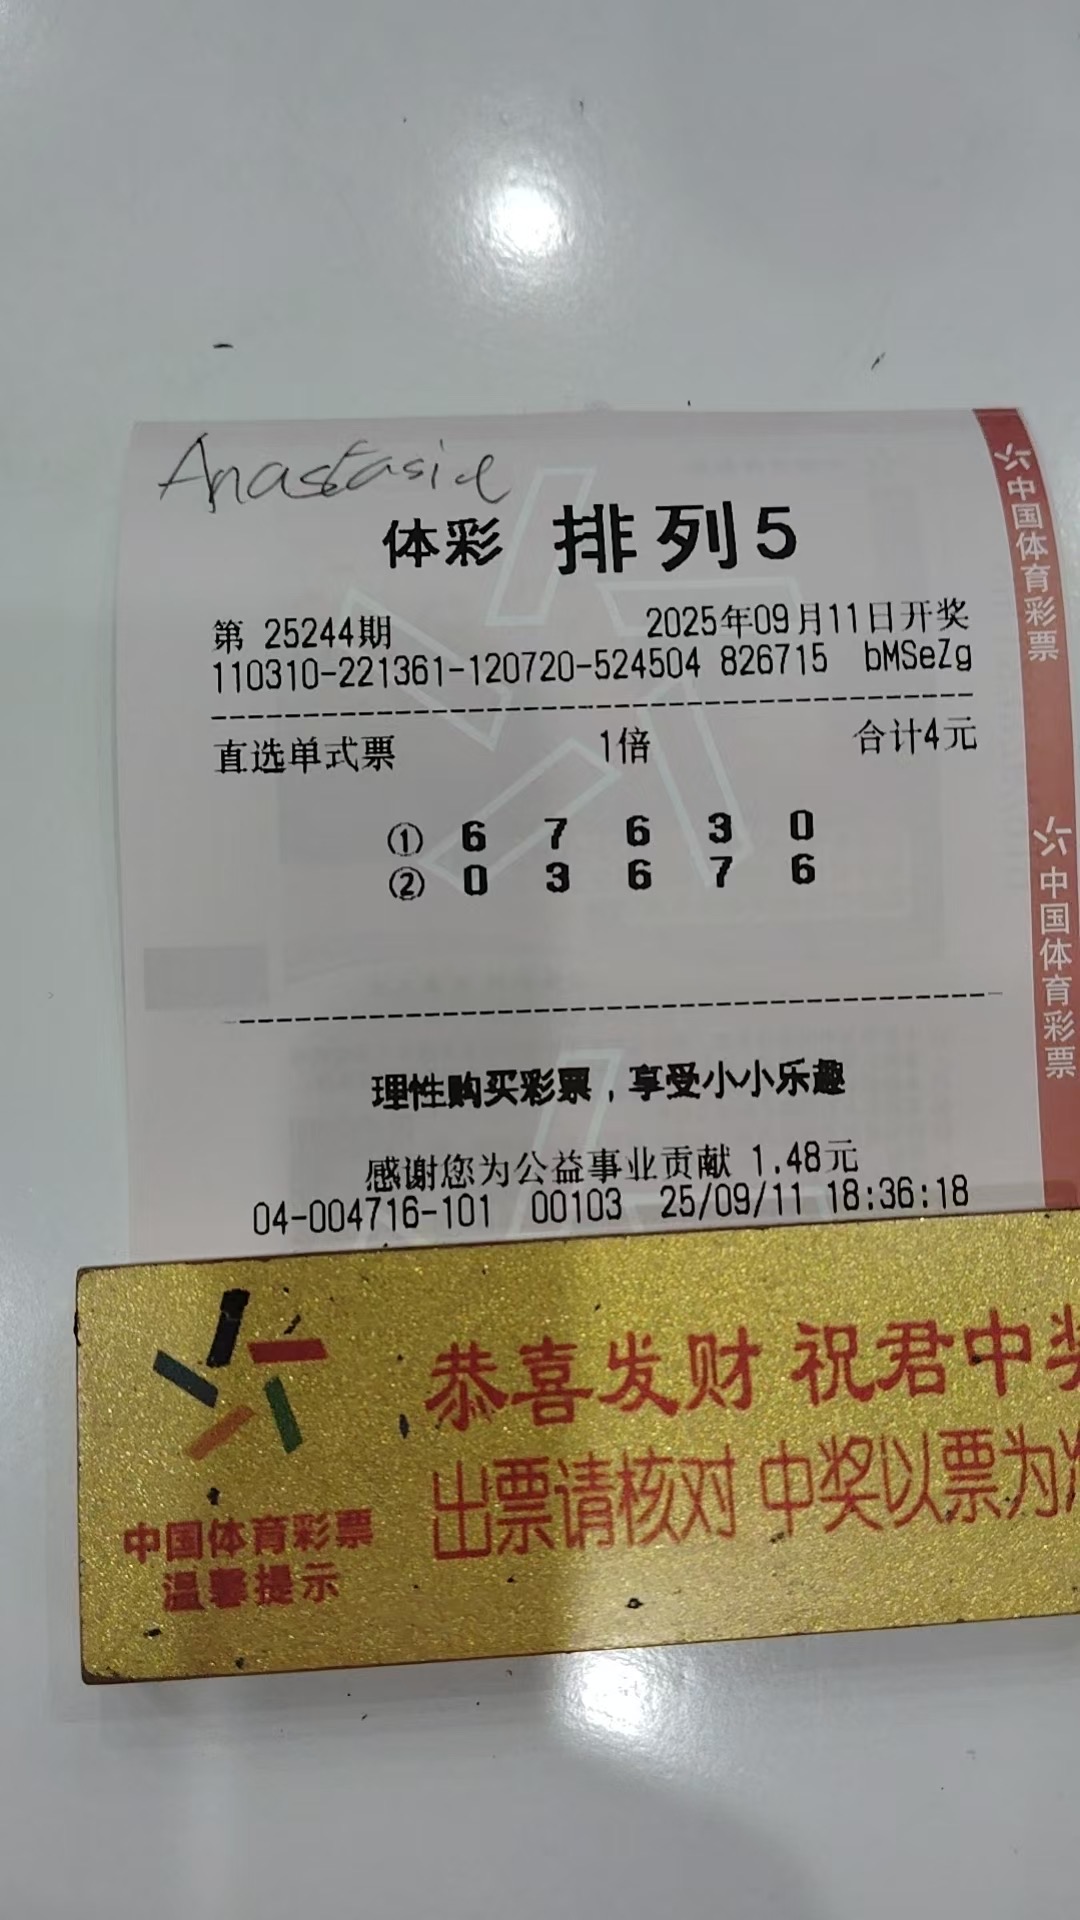 Anastasia
体彩 排列5
第 25244期 2025年09月11日开奖
110310-221361-120720-524504 826715 bMSeZg
直选单式票 1倍 合计4元
① 6 7 6 3 0
② 0 3 6 7 6
理性购买彩票，享受小小乐趣
感谢您为公益事业贡献 1.48元
04-004716-101 00103 25/09/11 18:36:18
中国体育彩票
中国体育彩票
恭喜发财 祝君中奖
出票请核对 中奖以票为准
中国体育彩票
温馨提示